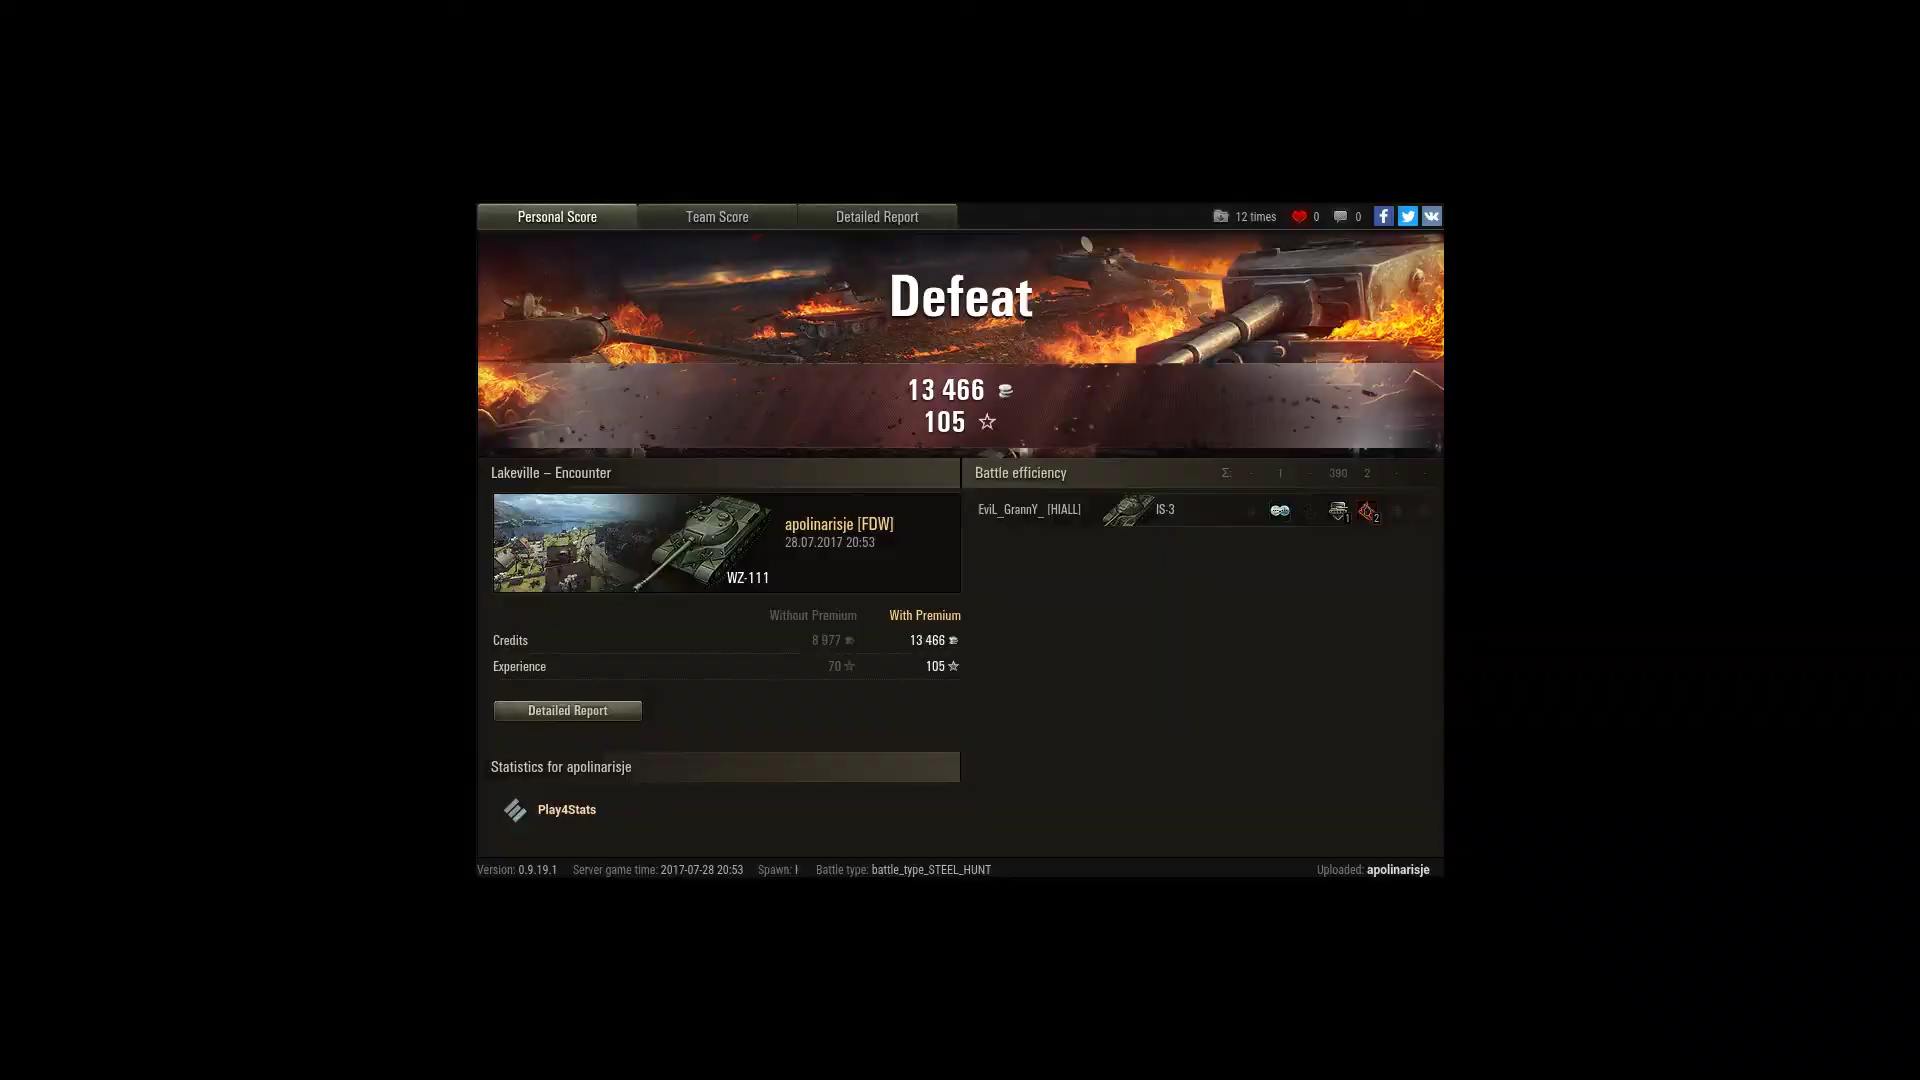 Personal Score Team Score Detailed Report 12 times 0 0
Defeat
13 466
105
Lakeville – Encounter
apolinarisje [FDW]
28.07.2017 20:53
WZ-111
Without Premium With Premium
Credits 8 977 13 466
Experience 70 105
Detailed Report
Statistics for apolinarisje
Play4Stats
Battle efficiency Σ: - 1 - 390 2 - -
EviL_GrannY_ [HIALL] IS-3 1 2
Version: 0.9.19.1 Server game time: 2017-07-28 20:53 Spawn: I Battle type: battle_type_STEEL_HUNT Uploaded: apolinarisje